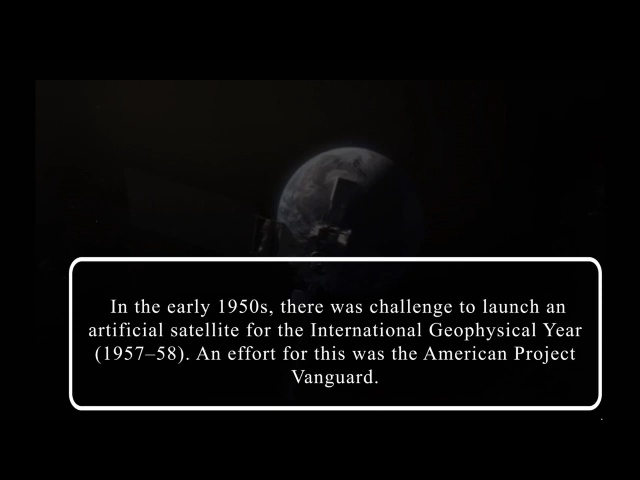 In the early 1950s, there was challenge to launch an
artificial satellite for the International Geophysical Year
(1957–58). An effort for this was the American Project
Vanguard.